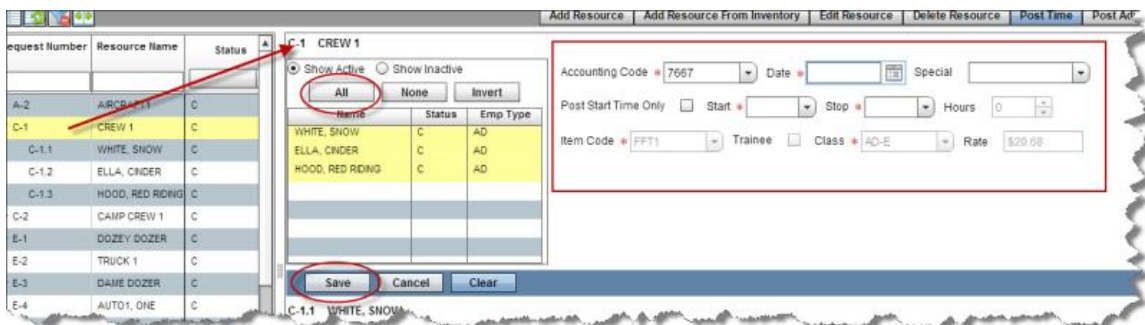 Add Resource Add Resource From Inventory Edit Resource Delete Resource Post Time Post Ad
equest Number Resource Name Status
A-2 AIRCRAFT1 C
C-1 CREW 1 C
C-1.1 WHITE, SNOW C
C-1.2 ELLA, CINDER C
C-1.3 HOOD, RED RIDING C
C-2 CAMP CREW 1 C
E-1 DOZEY DOZER C
E-2 TRUCK 1 C
E-3 DAME DOZER C
E-4 AUTO1, ONE C
C-1 CREW 1
Show Active Show Inactive
All None Invert
Name Status Emp Type
WHITE, SNOW C AD
ELLA, CINDER C AD
HOOD, RED RIDING C AD
Accounting Code * 7667 Date * Special
Post Start Time Only Start * Stop * Hours 0
Item Code * FFT1 Trainee Class * AD-E Rate $20.68
Save Cancel Clear
C-1.1 WHITE, SNOW